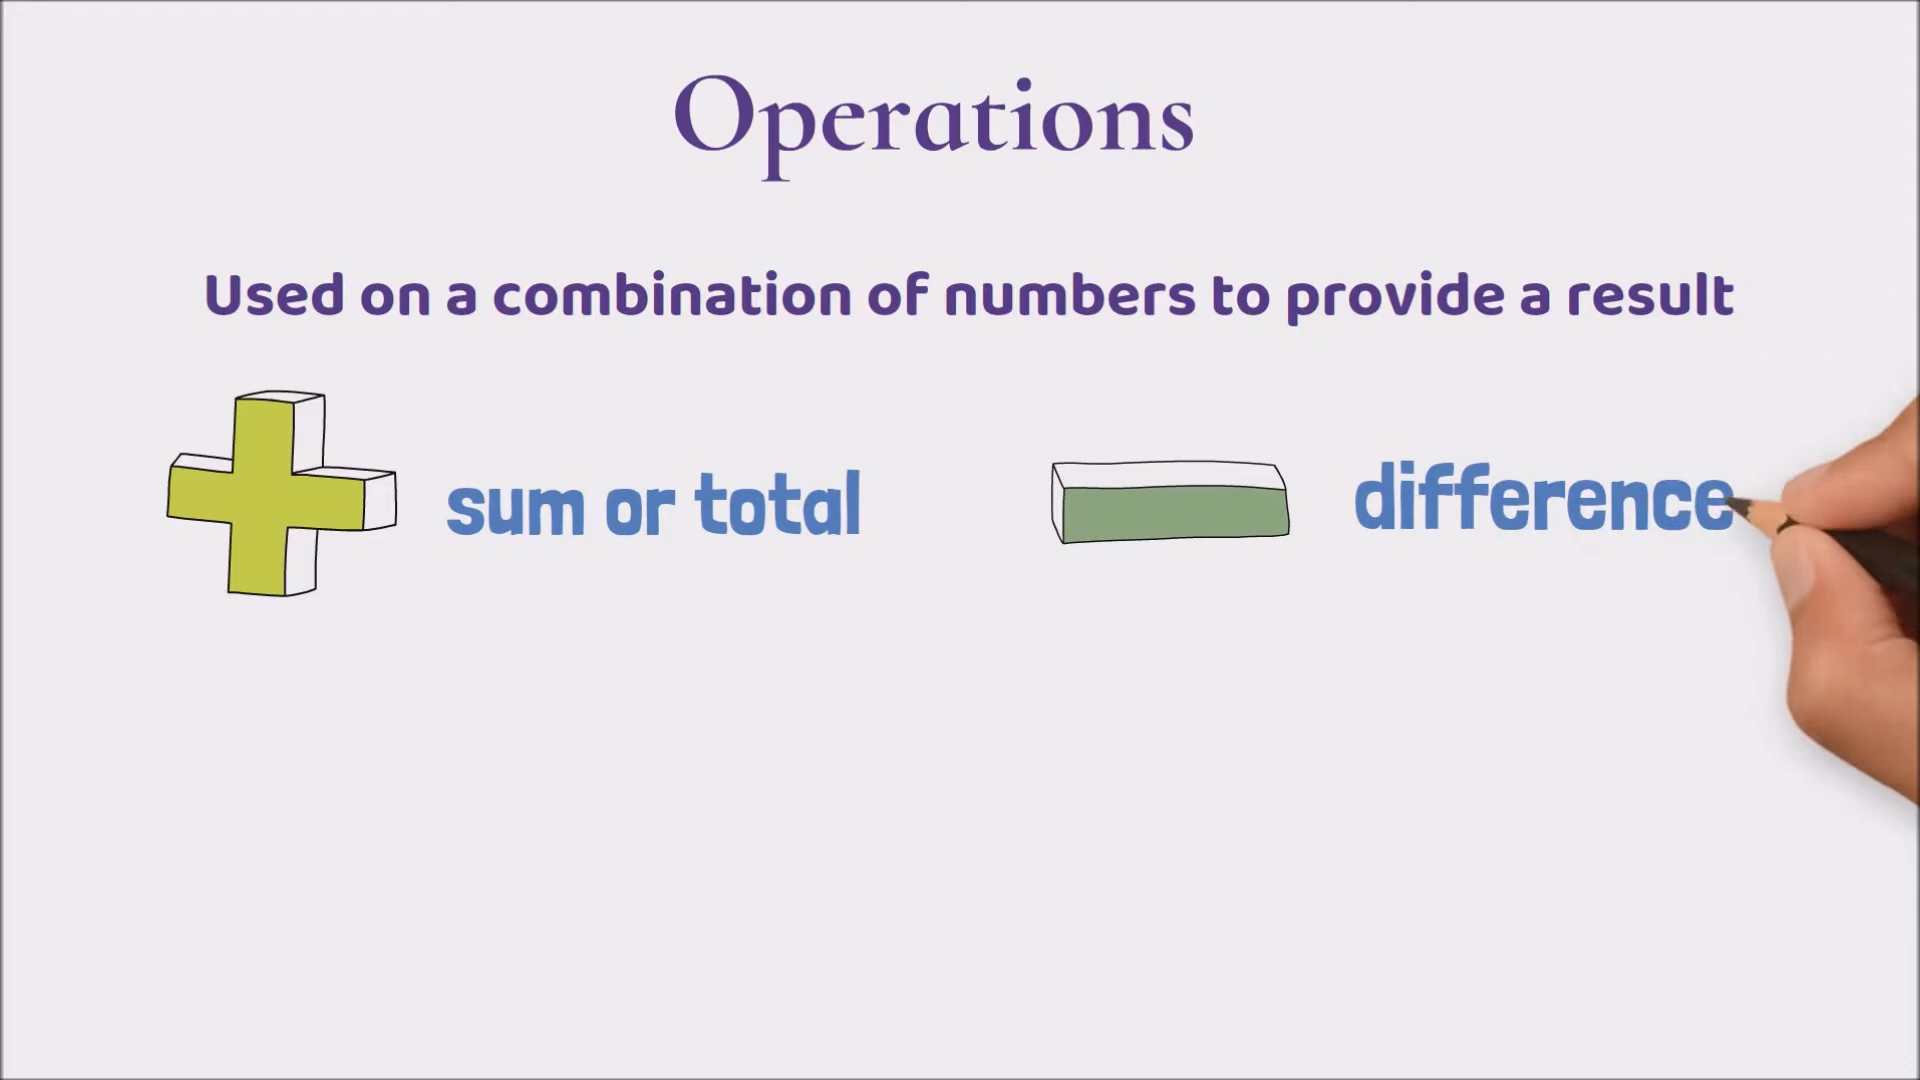 Operations
Used on a combination of numbers to provide a result
sum or total
difference